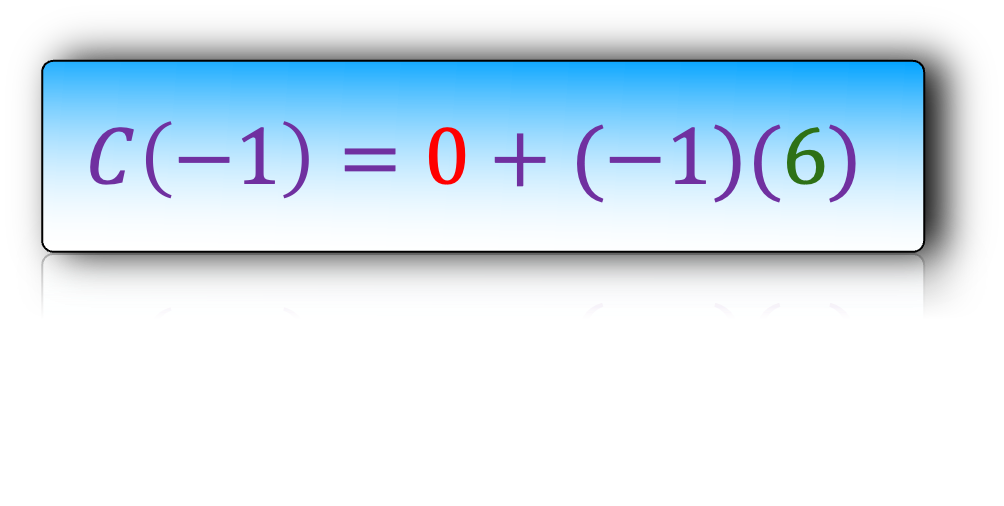 C(−1) = 0 + (−1)(6)